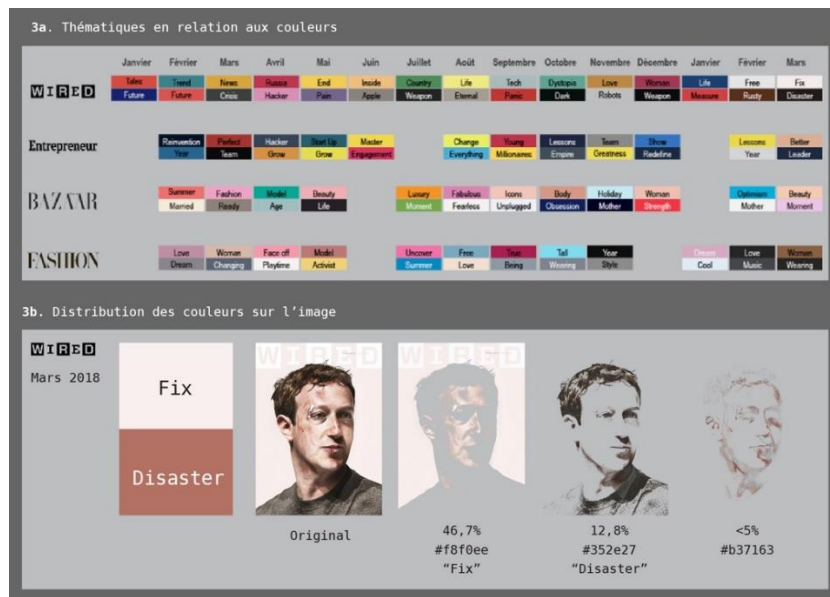 3a. Thématiques en relation aux couleurs
Janvier Février Mars Avril Mai Juin Juillet Août Septembre Octobre Novembre Décembre Janvier Février Mars
WIRED
Tales Trend News Russia End Inside Country Life Tech Dystopia Love Woman Life Free Fix
Future Future Crisis Hacker Pain Apple Weapon Eternal Panic Dark Robots Weapon Measure Rusty Disaster
Entrepreneur
Reinvention Perfect Hacker Start Up Master Change Young Lessons Team Show Lessons Better
Year Team Grow Grow Engagement Everything Millionaires Empire Greatness Redefine Year Leader
BAZAAR
Summer Fashion Model Beauty Luxury Fabulous Icons Body Holiday Woman Optimism Beauty
Married Ready Age Life Moment Fearless Unplugged Obsession Mother Strength Mother Moment
FASHION
Love Woman Face off Model Uncover Free True Tall Year Dream Love Woman
Dream Changing Playtime Activist Summer Love Being Wearing Style Cool Music Wearing
3b. Distribution des couleurs sur l'image
WIRED
Mars 2018
Fix
Disaster
WIRED
WIRED
Original
46,7%
#f8f0ee
“Fix”
12,8%
#352e27
“Disaster”
<5%
#b37163